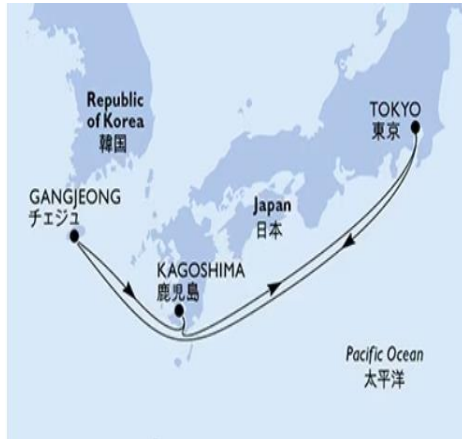 Republic
of Korea
韓国
TOKYO
東京
GANGJEONG
チェジュ
Japan
日本
KAGOSHIMA
鹿児島
Pacific Ocean
太平洋